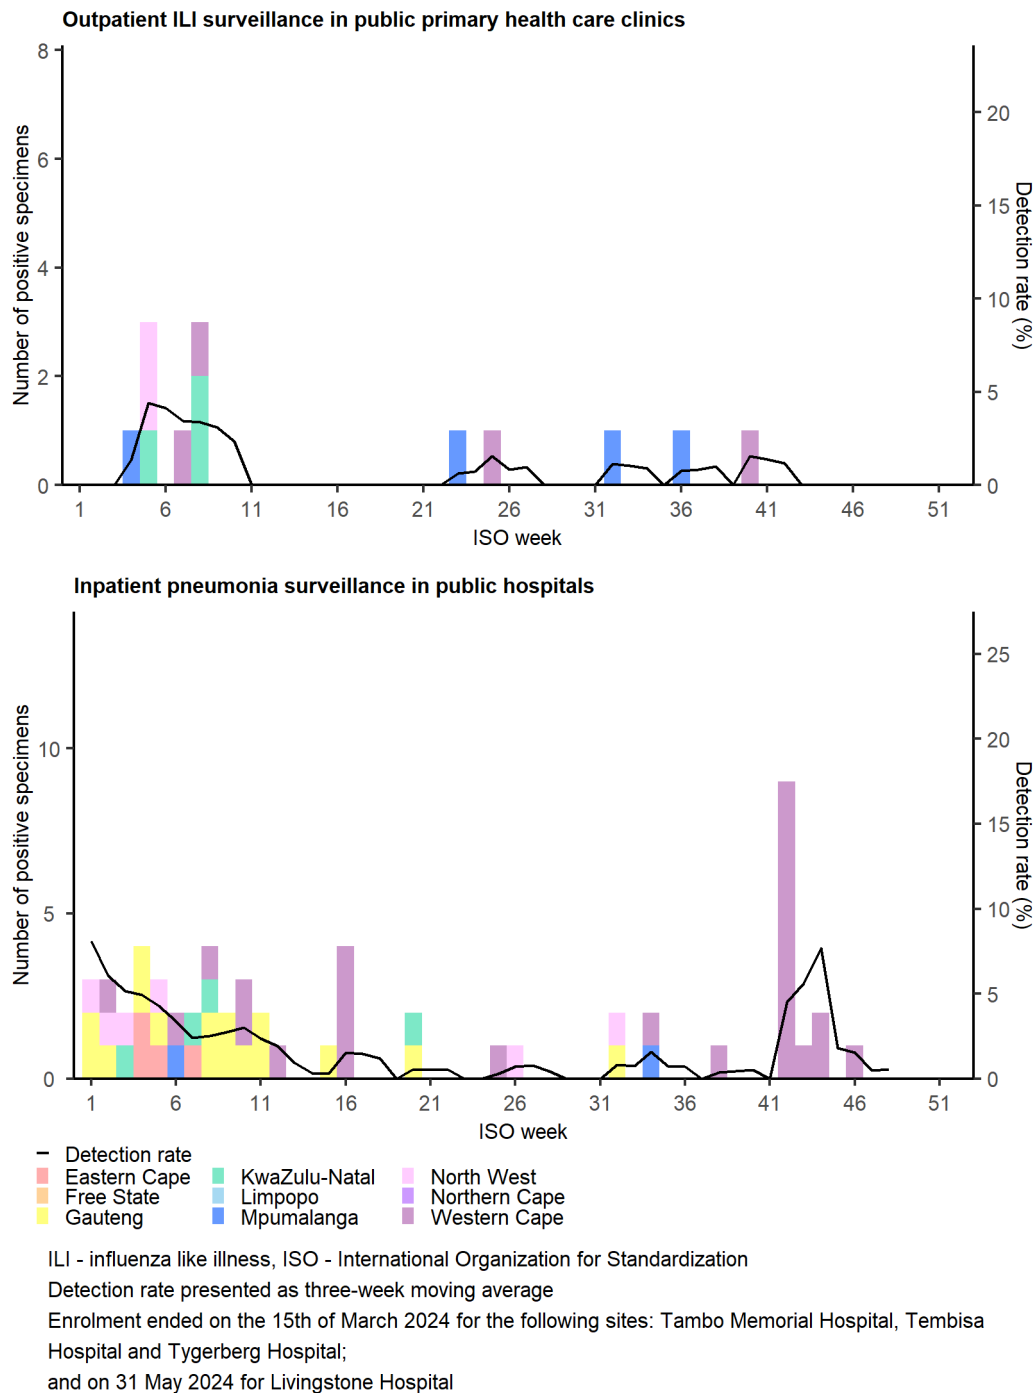 Outpatient ILI surveillance in public primary health care clinics
8
6
4
2
0
Number of positive specimens
20
15
10
5
0
Detection rate (%)
1 6 11 16 21 26 31 36 41 46 51
ISO week
Inpatient pneumonia surveillance in public hospitals
10
5
0
Number of positive specimens
25
20
15
10
5
0
Detection rate (%)
1 6 11 16 21 26 31 36 41 46 51
ISO week
Detection rate
Eastern Cape KwaZulu-Natal North West
Free State Limpopo Northern Cape
Gauteng Mpumalanga Western Cape
ILI - influenza like illness, ISO - International Organization for Standardization
Detection rate presented as three-week moving average
Enrolment ended on the 15th of March 2024 for the following sites: Tambo Memorial Hospital, Tembisa
Hospital and Tygerberg Hospital;
and on 31 May 2024 for Livingstone Hospital